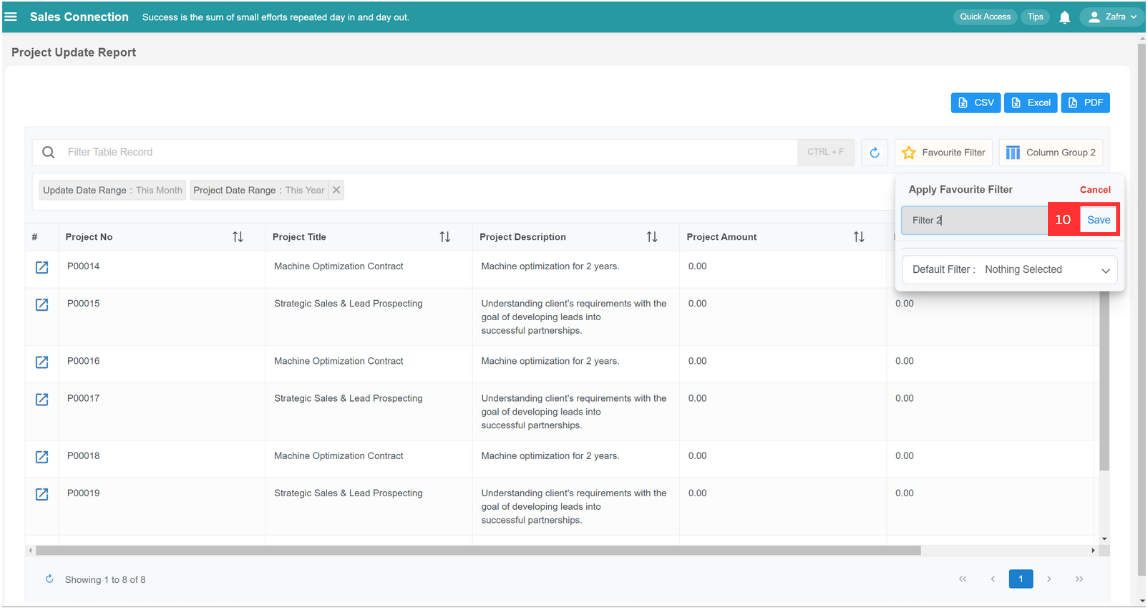 Sales Connection Success is the sum of small efforts repeated day in and day out. Quick Access Tips Zafra
Project Update Report
CSV Excel PDF
Filter Table Record CTRL + F Favourite Filter Column Group 2
Update Date Range : This Month Project Date Range : This Year
Apply Favourite Filter Cancel
Filter 2 10 Save
Default Filter : Nothing Selected
# Project No Project Title Project Description Project Amount
P00014 Machine Optimization Contract Machine optimization for 2 years. 0.00
P00015 Strategic Sales & Lead Prospecting Understanding client's requirements with the 0.00 0.00
goal of developing leads into
successful partnerships.
P00016 Machine Optimization Contract Machine optimization for 2 years. 0.00 0.00
P00017 Strategic Sales & Lead Prospecting Understanding client's requirements with the 0.00 0.00
goal of developing leads into
successful partnerships.
P00018 Machine Optimization Contract Machine optimization for 2 years. 0.00 0.00
P00019 Strategic Sales & Lead Prospecting Understanding client's requirements with the 0.00 0.00
goal of developing leads into
successful partnerships.
Showing 1 to 8 of 8 1